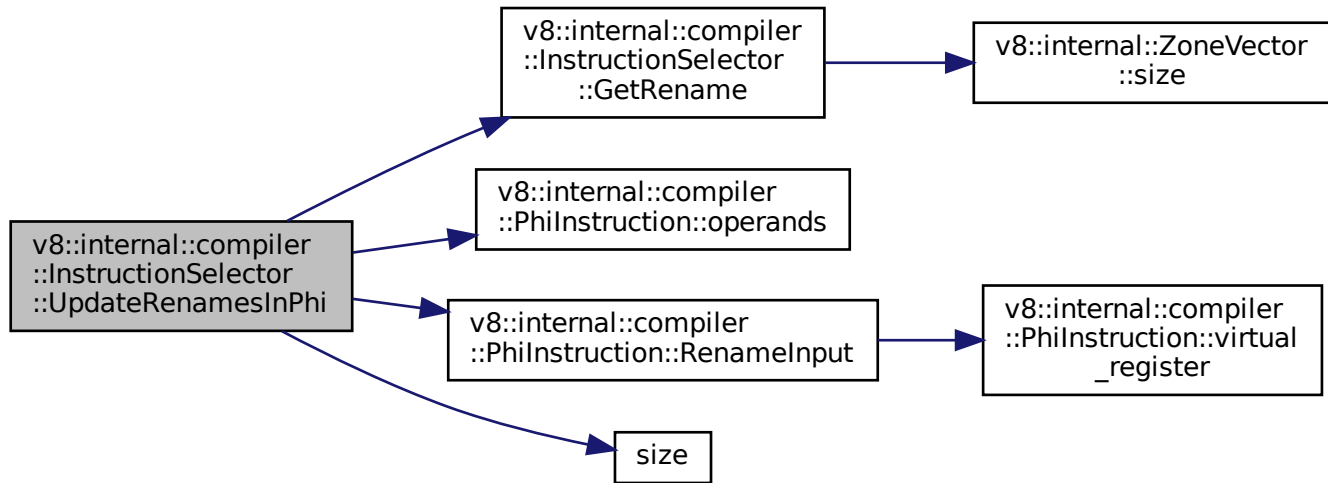 v8::internal::compiler
::InstructionSelector
::UpdateRenamesInPhi
v8::internal::compiler
::InstructionSelector
::GetRename
v8::internal::ZoneVector
::size
v8::internal::compiler
::PhiInstruction::operands
v8::internal::compiler
::PhiInstruction::RenameInput
v8::internal::compiler
::PhiInstruction::virtual
_register
size